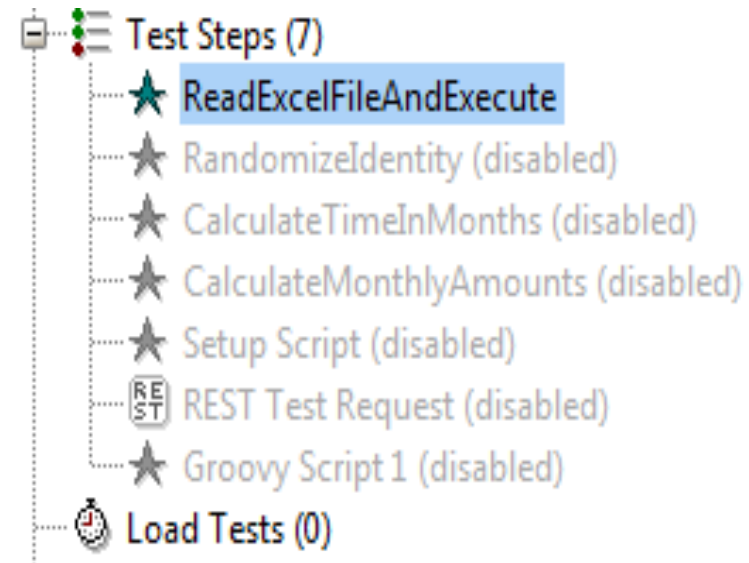 Test Steps (7)
ReadExcelFileAndExecute
RandomizeIdentity (disabled)
CalculateTimeInMonths (disabled)
CalculateMonthlyAmounts (disabled)
Setup Script (disabled)
REST REST Test Request (disabled)
Groovy Script 1 (disabled)
Load Tests (0)